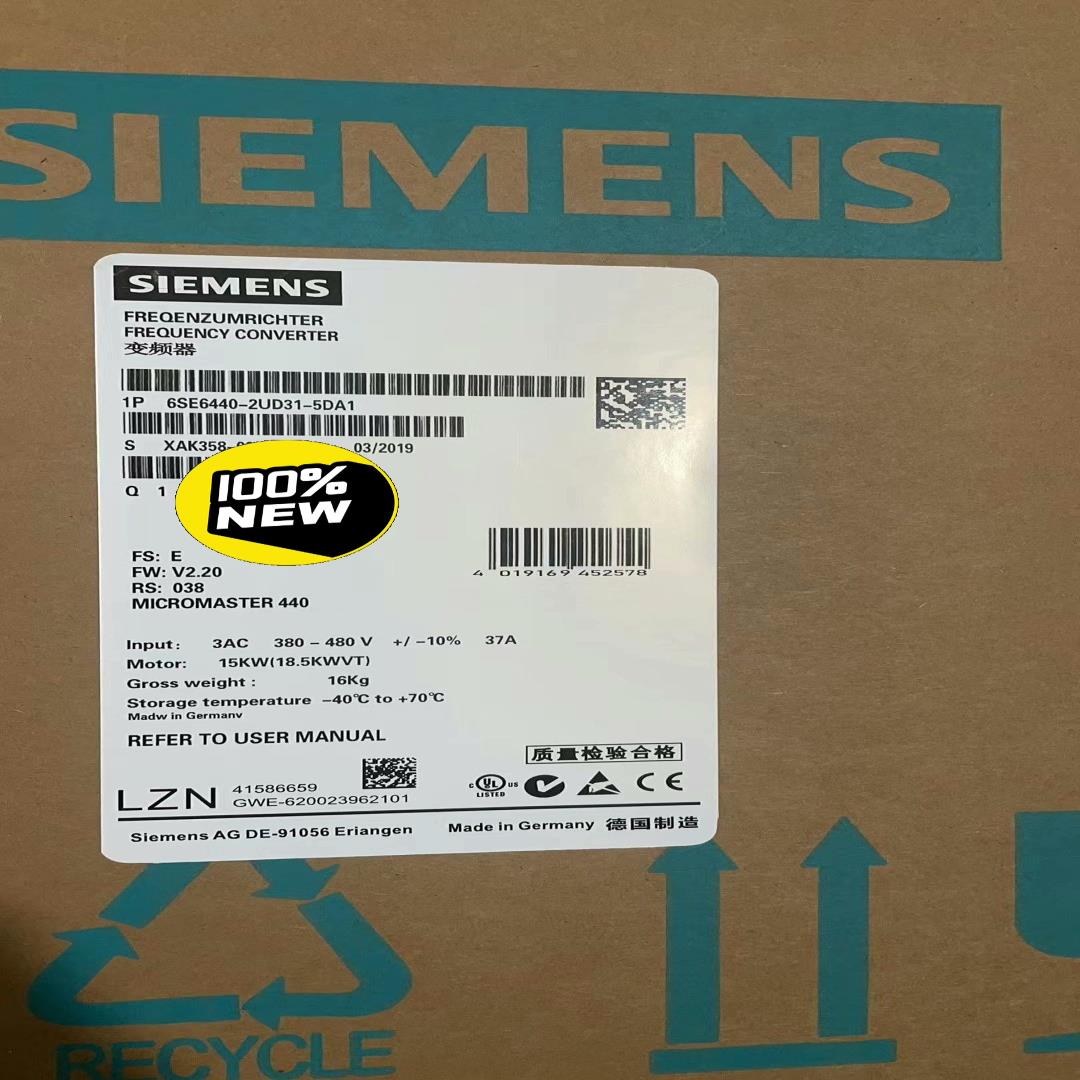 SIEMENS
SIEMENS
FREQENZUMRICHTER
FREQUENCY CONVERTER
变频器
1P 6SE6440-2UD31-5DA1
S XAK358- 03/2019
Q 1
100%
NEW
FS: E
FW: V2.20
RS: 038
MICROMASTER 440
4 019169 452578
Input: 3AC 380 – 480 V +/ –10% 37A
Motor: 15KW(18.5KWVT)
Gross weight : 16Kg
Storage temperature –40℃ to +70℃
Madw in Germanv
REFER TO USER MANUAL
质量检验合格
LZN
41586659
GWE-620023962101
c UL us
LISTED
CE
Siemens AG DE-91056 Eriangen
Made in Germany 德国制造
RECYCLE